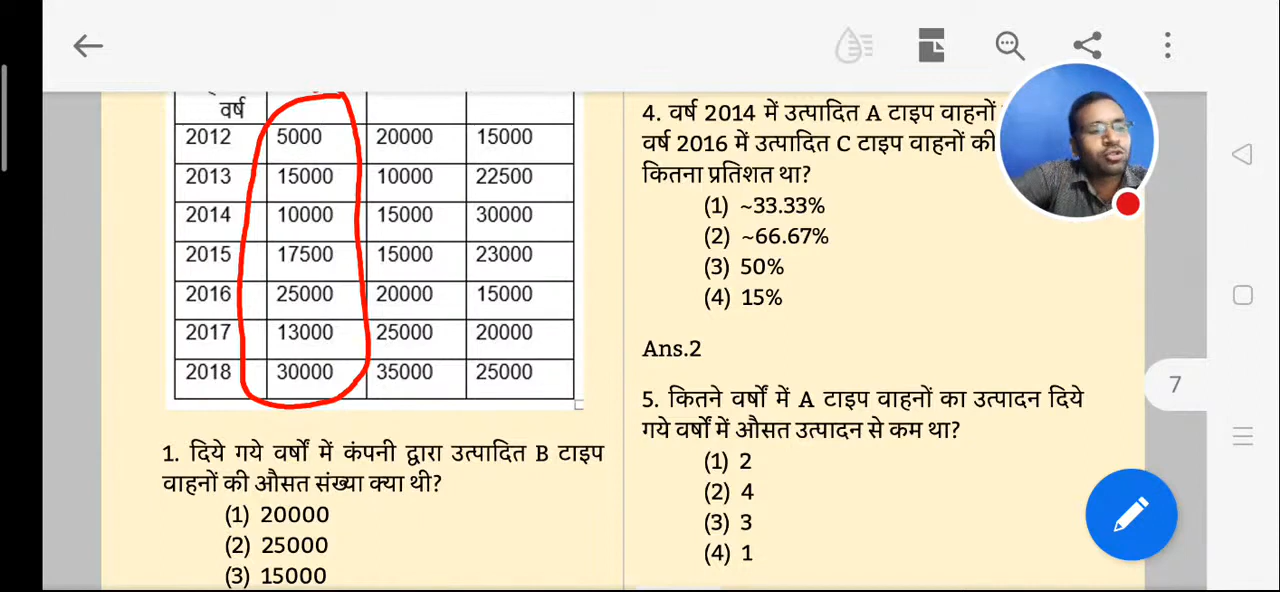 वर्ष
2012 5000 20000 15000
2013 15000 10000 22500
2014 10000 15000 30000
2015 17500 15000 23000
2016 25000 20000 15000
2017 13000 25000 20000
2018 30000 35000 25000
1. दिये गये वर्षों में कंपनी द्वारा उत्पादित B टाइप
वाहनों की औसत संख्या क्या थी?
(1) 20000
(2) 25000
(3) 15000
4. वर्ष 2014 में उत्पादित A टाइप वाहनों
वर्ष 2016 में उत्पादित C टाइप वाहनों की
कितना प्रतिशत था?
(1) ~33.33%
(2) ~66.67%
(3) 50%
(4) 15%
Ans.2
5. कितने वर्षों में A टाइप वाहनों का उत्पादन दिये
गये वर्षों में औसत उत्पादन से कम था?
(1) 2
(2) 4
(3) 3
(4) 1
7